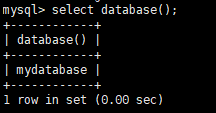 mysql> select database();
+------------+
| database() |
+------------+
| mydatabase |
+------------+
1 row in set (0.00 sec)